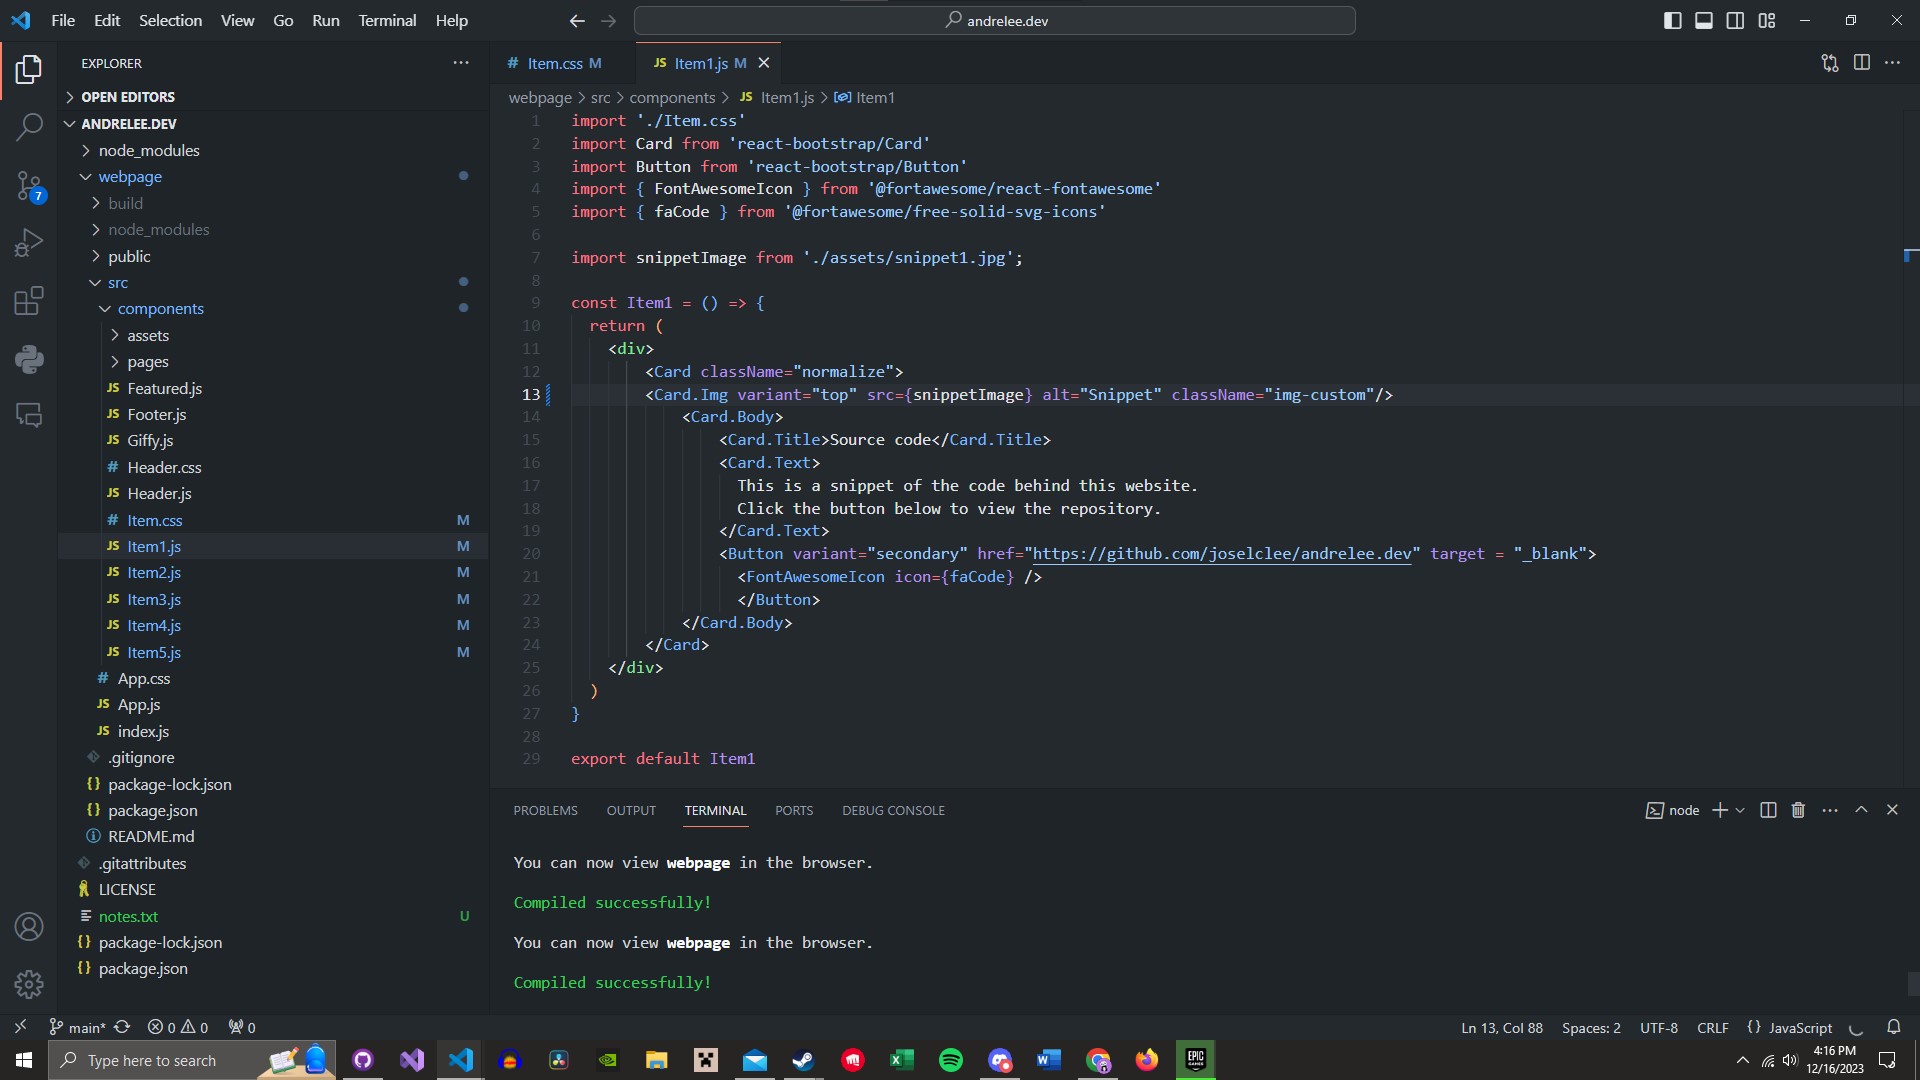 File Edit Selection View Go Run Terminal Help
andrelee.dev
EXPLORER
OPEN EDITORS
ANDRELEE.DEV
node_modules
webpage
build
node_modules
public
src
components
assets
pages
JS Featured.js
JS Footer.js
JS Giffy.js
# Header.css
JS Header.js
# Item.css M
JS Item1.js M
JS Item2.js M
JS Item3.js M
JS Item4.js M
JS Item5.js M
# App.css
JS App.js
JS index.js
.gitignore
{} package-lock.json
{} package.json
README.md
.gitattributes
LICENSE
notes.txt U
{} package-lock.json
{} package.json
7
# Item.css M
JS Item1.js M
webpage > src > components > JS Item1.js > Item1
1 import './Item.css'
2 import Card from 'react-bootstrap/Card'
3 import Button from 'react-bootstrap/Button'
4 import { FontAwesomeIcon } from '@fortawesome/react-fontawesome'
5 import { faCode } from '@fortawesome/free-solid-svg-icons'
6
7 import snippetImage from './assets/snippet1.jpg';
8
9 const Item1 = () => {
10 return (
11 <div>
12 <Card className="normalize">
13 <Card.Img variant="top" src={snippetImage} alt="Snippet" className="img-custom"/>
14 <Card.Body>
15 <Card.Title>Source code</Card.Title>
16 <Card.Text>
17 This is a snippet of the code behind this website.
18 Click the button below to view the repository.
19 </Card.Text>
20 <Button variant="secondary" href="https://github.com/joselclee/andrelee.dev" target = "_blank">
21 <FontAwesomeIcon icon={faCode} />
22 </Button>
23 </Card.Body>
24 </Card>
25 </div>
26 )
27 }
28
29 export default Item1
PROBLEMS OUTPUT TERMINAL PORTS DEBUG CONSOLE
node
You can now view webpage in the browser.
Compiled successfully!
You can now view webpage in the browser.
Compiled successfully!
main* 0 0 0
Ln 13, Col 88 Spaces: 2 UTF-8 CRLF {} JavaScript
Type here to search
EPIC GAMES
4:16 PM
12/16/2023